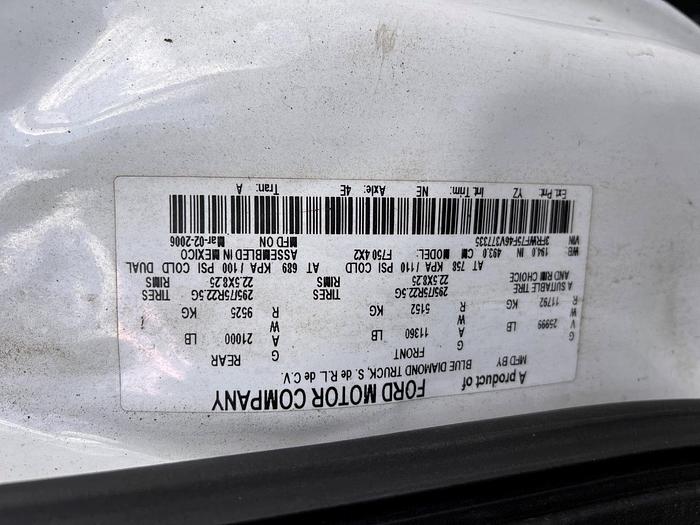 A product of FORD MOTOR COMPANY
MFD BY BLUE DIAMOND TRUCK, S. de R.L. de C.V.
FRONT REAR
G V W R 25999 LB 11792 KG
G A W R 11360 LB 5152 KG
G A W R 21000 LB 9525 KG
A SUITABLE TIRE AND RIM CHOICE
295/75R22.5G TIRES 295/75R22.5G TIRES
22.5X8.25 RIMS 22.5X8.25 RIMS
AT 758 KPA / 110 PSI COLD AT 689 KPA / 100 PSI COLD DUAL
WB: 194.0 IN 493.0 CM MODEL: F750 4X2 ASSEMBLED IN MEXICO
VIN MFD ON Mar-02-2006
Ext. Pnt: YZ Int. Trim: NE Axle: 4E Tran: A